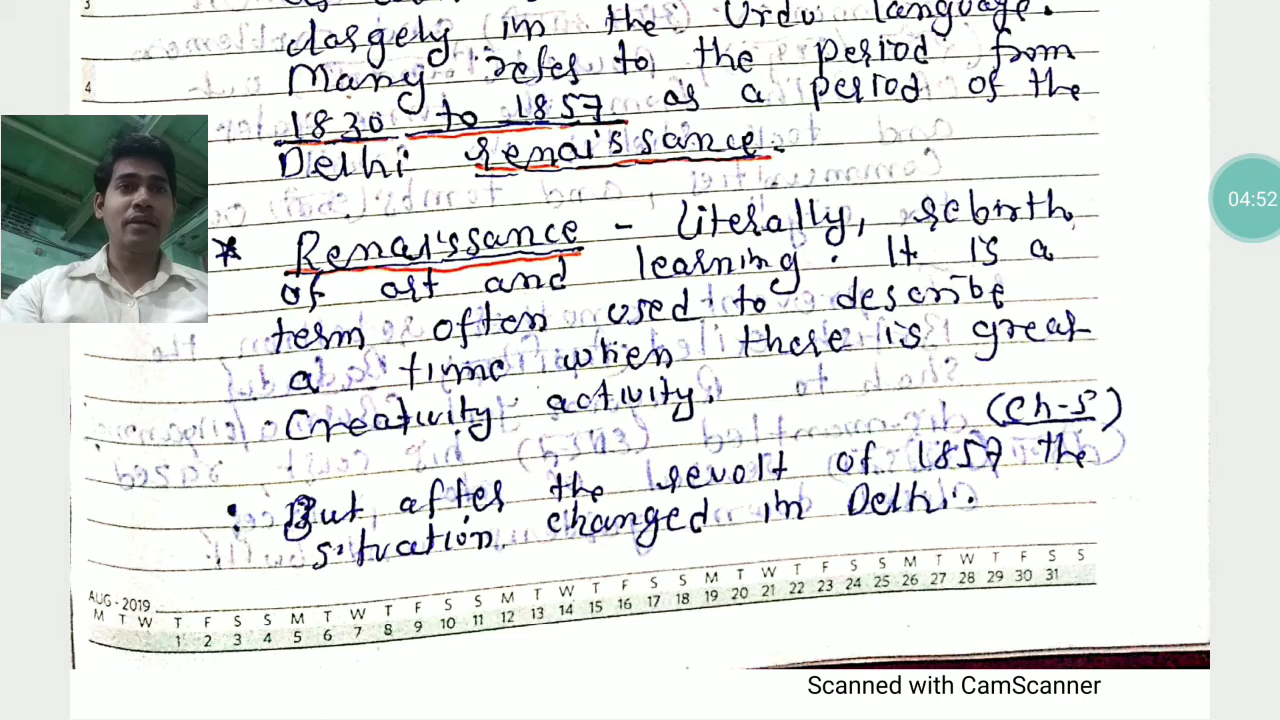 3
largely in the Urdu language.
4
Many refer to the period from
1830 to 1857 as a period of the
Delhi renaissance.
* Renaissance - literally, rebirth
of art and learning. It is a
term often used to describe
a time when there is great
Creativity activity.
(Ch-5)
: But after the revolt of 1857 the
situation changed in Delhi.
04:52
AUG - 2019
M T W T F S S M T W T F S S M T W T F S S M T W T F S S M T W T F S S
1 2 3 4 5 6 7 8 9 10 11 12 13 14 15 16 17 18 19 20 21 22 23 24 25 26 27 28 29 30 31
Scanned with CamScanner